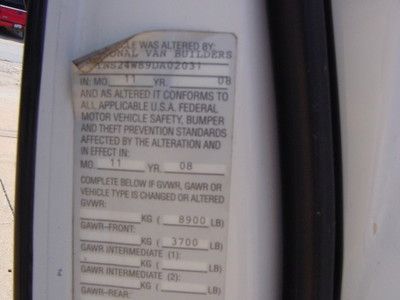 VEHICLE WAS ALTERED BY:
NATIONAL VAN BUILDERS
IN: MO. 11 YR. 08
AND AS ALTERED IT CONFORMS TO
ALL APPLICABLE U.S.A. FEDERAL
MOTOR VEHICLE SAFETY, BUMPER
AND THEFT PREVENTION STANDARDS
AFFECTED BY THE ALTERATION AND
IN EFFECT IN:
MO. 11 YR. 08
COMPLETE BELOW IF GVWR, GAWR OR
VEHICLE TYPE IS CHANGED OR ALTERED
GVWR:
KG ( 8900 LB)
GAWR-FRONT:
KG ( 3700 LB)
GAWR INTERMEDIATE (1):
KG ( LB)
GAWR INTERMEDIATE (2):
KG ( LB)
GAWR-REAR: